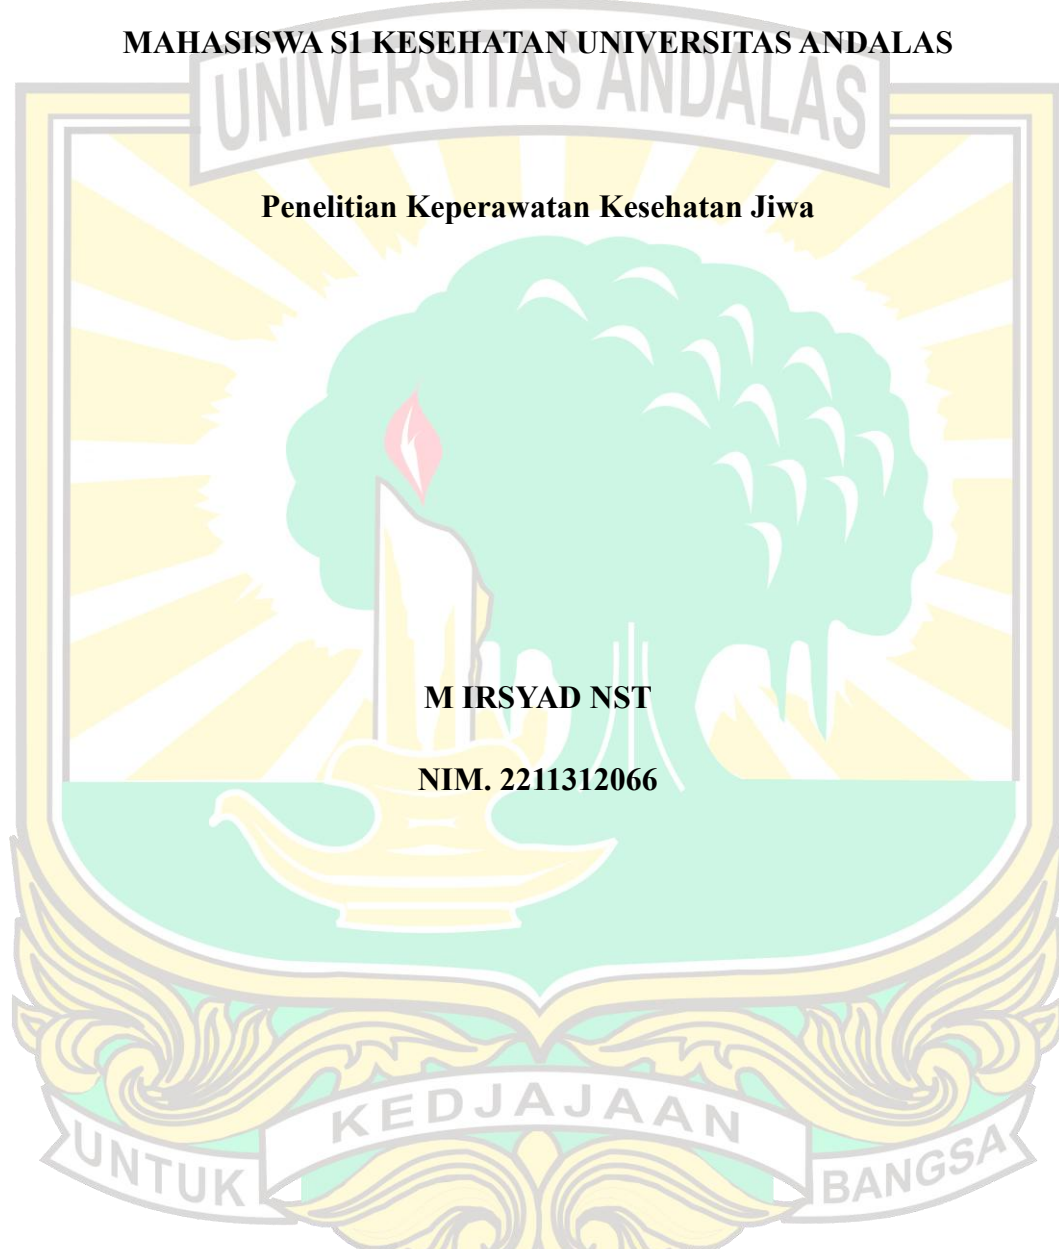 MAHASISWA S1 KESEHATAN UNIVERSITAS ANDALAS
UNIVERSITAS ANDALAS
Penelitian Keperawatan Kesehatan Jiwa
M IRSYAD NST
NIM. 2211312066
UNTUK KEDJAJAAN BANGSA